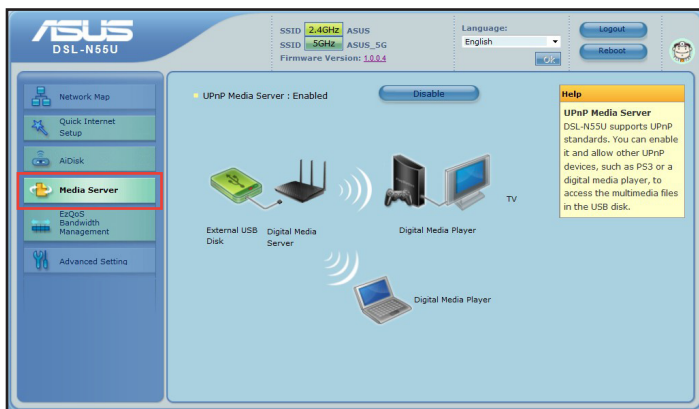 ASUS
DSL-N55U
SSID 2.4GHz ASUS
SSID 5GHz ASUS_5G
Firmware Version: 1.0.0.4
Language:
English
Ok
Logout
Reboot
Network Map
Quick Internet
Setup
AiDisk
Media Server
EzQoS
Bandwidth
Management
Advanced Setting
UPnP Media Server : Enabled
Disable
External USB
Disk
Digital Media
Server
Digital Media Player
TV
Digital Media Player
Help
UPnP Media Server
DSL-N55U supports UPnP
standards. You can enable
it and allow other UPnP
devices, such as PS3 or a
digital media player, to
access the multimedia files
in the USB disk.